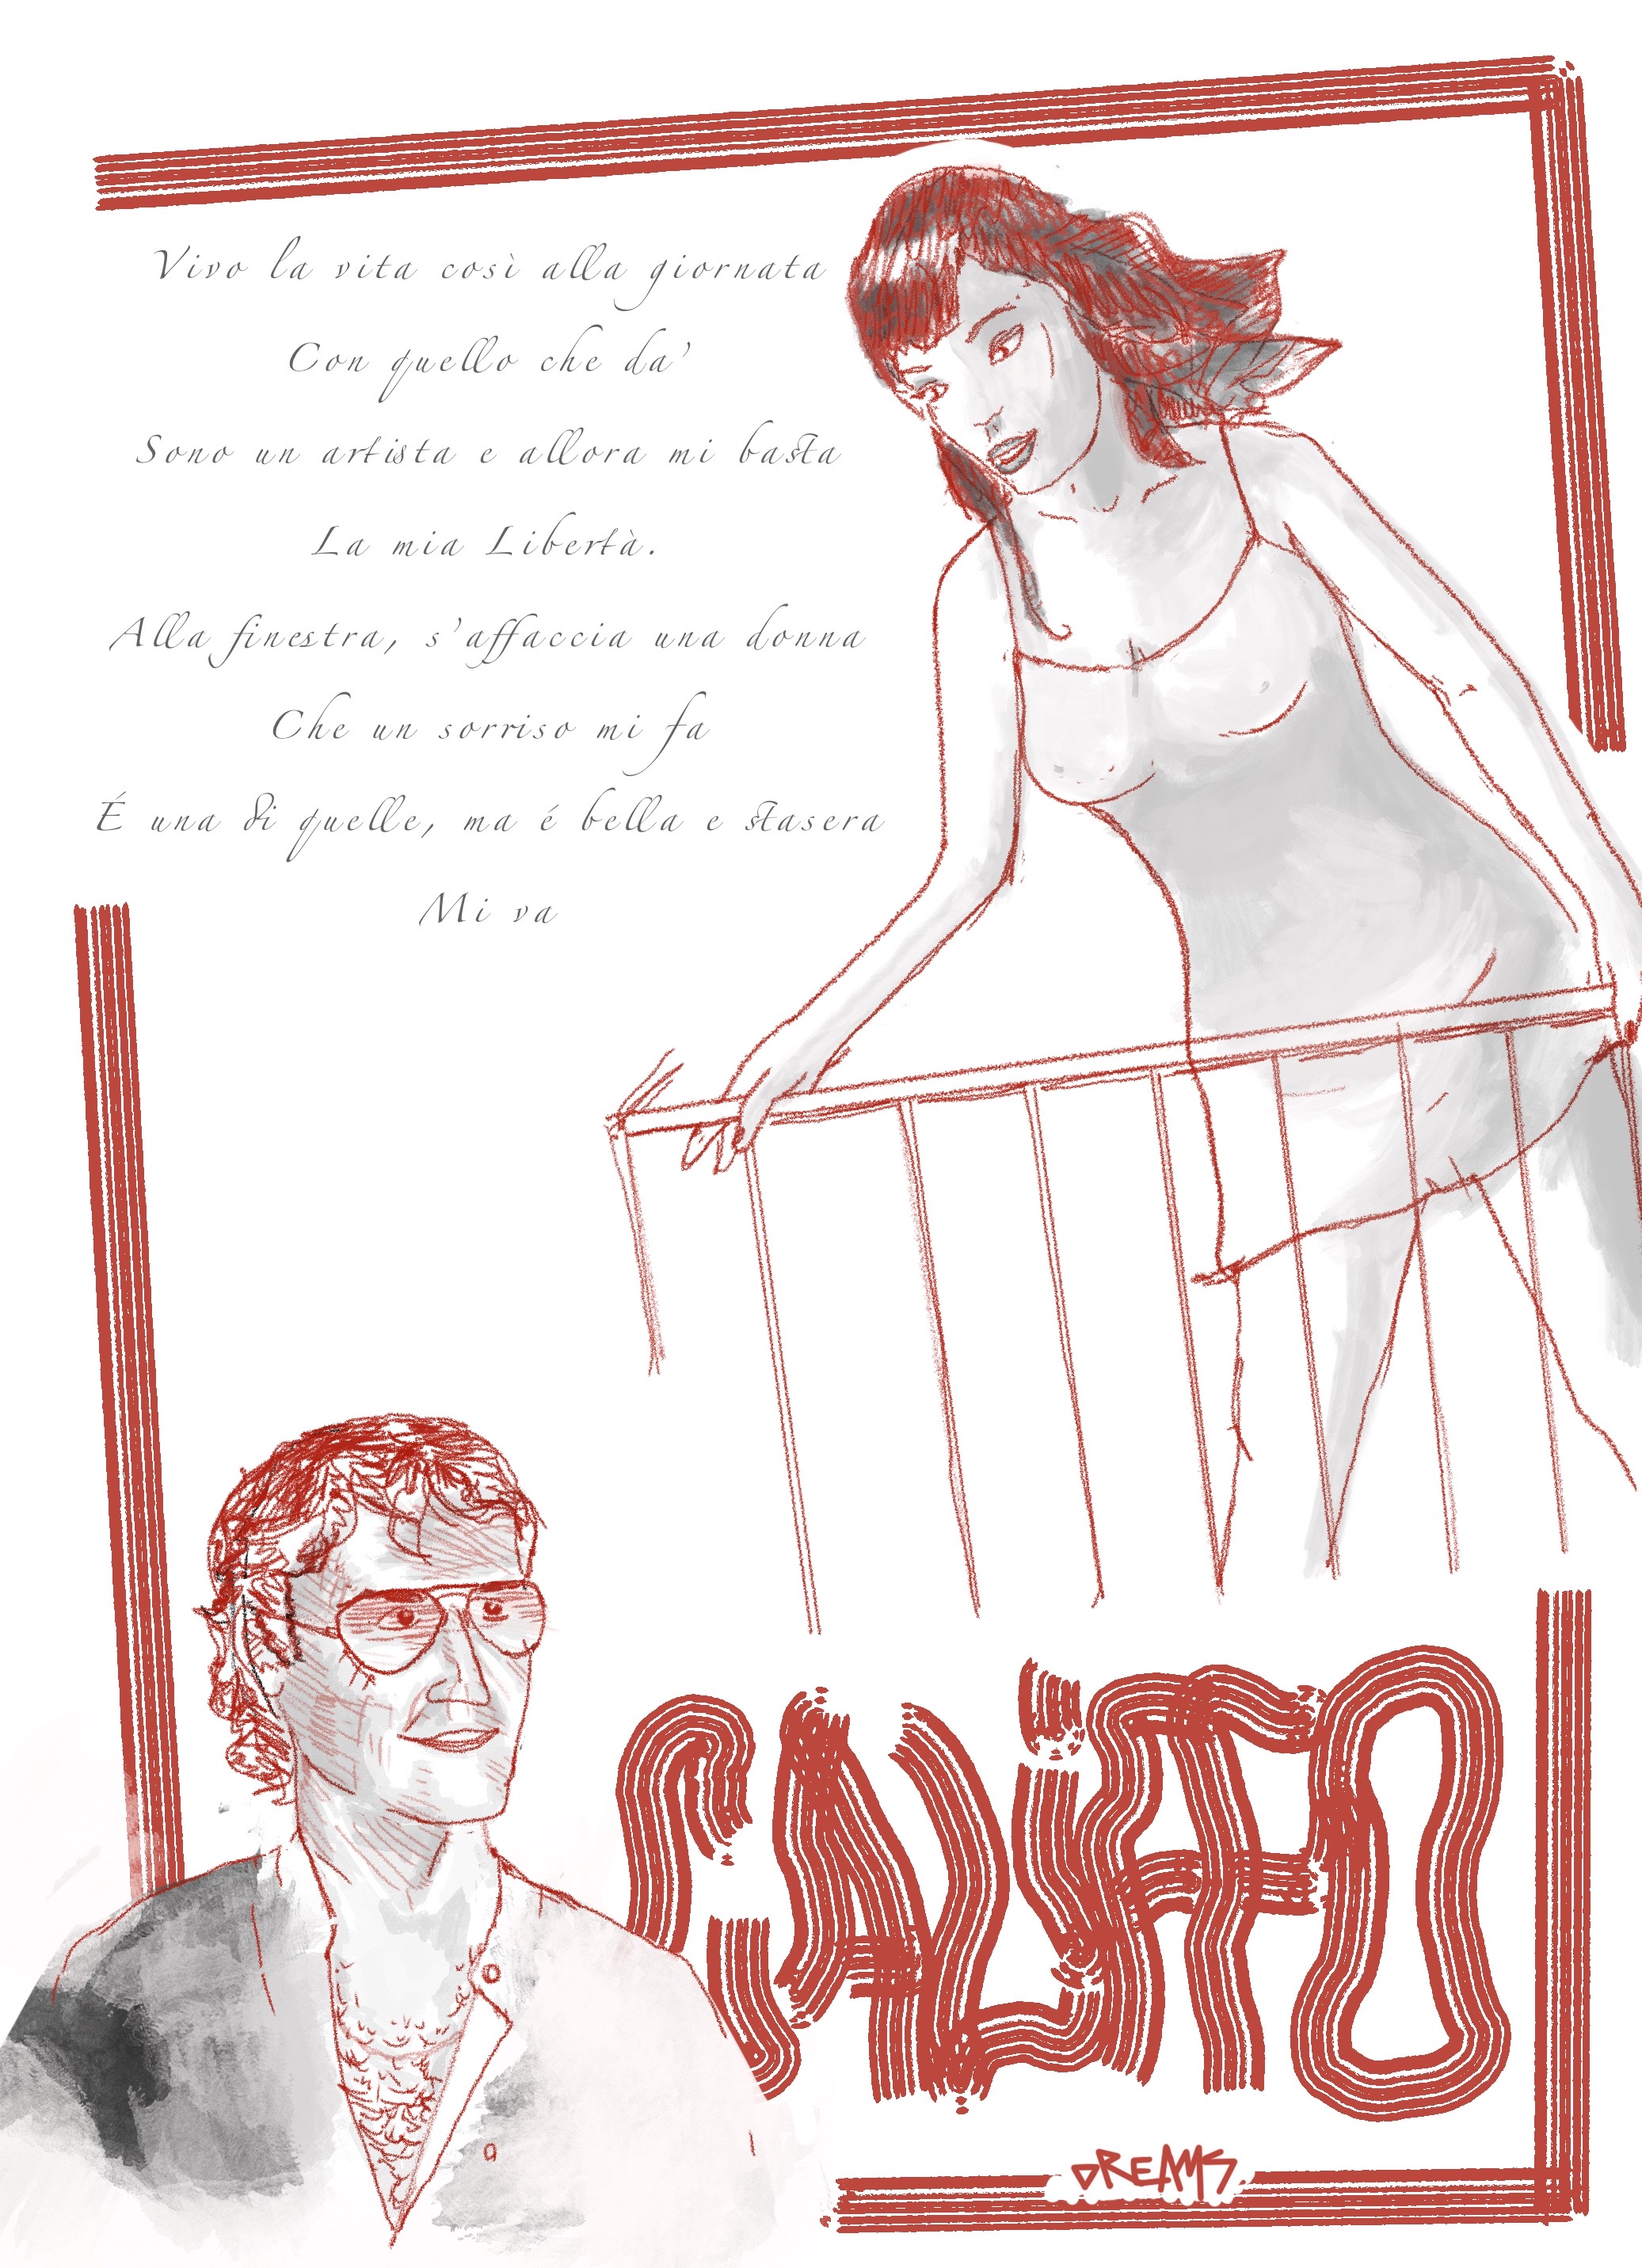 Vivo la vita così alla giornata
Con quello che da'
Sono un artista e allora mi basta
La mia Libertà.
Alla finestra, s'affaccia una donna
Che un sorriso mi fa
É una di quelle, ma é bella e stasera
Mi va
CALIFFO
DREAMS.